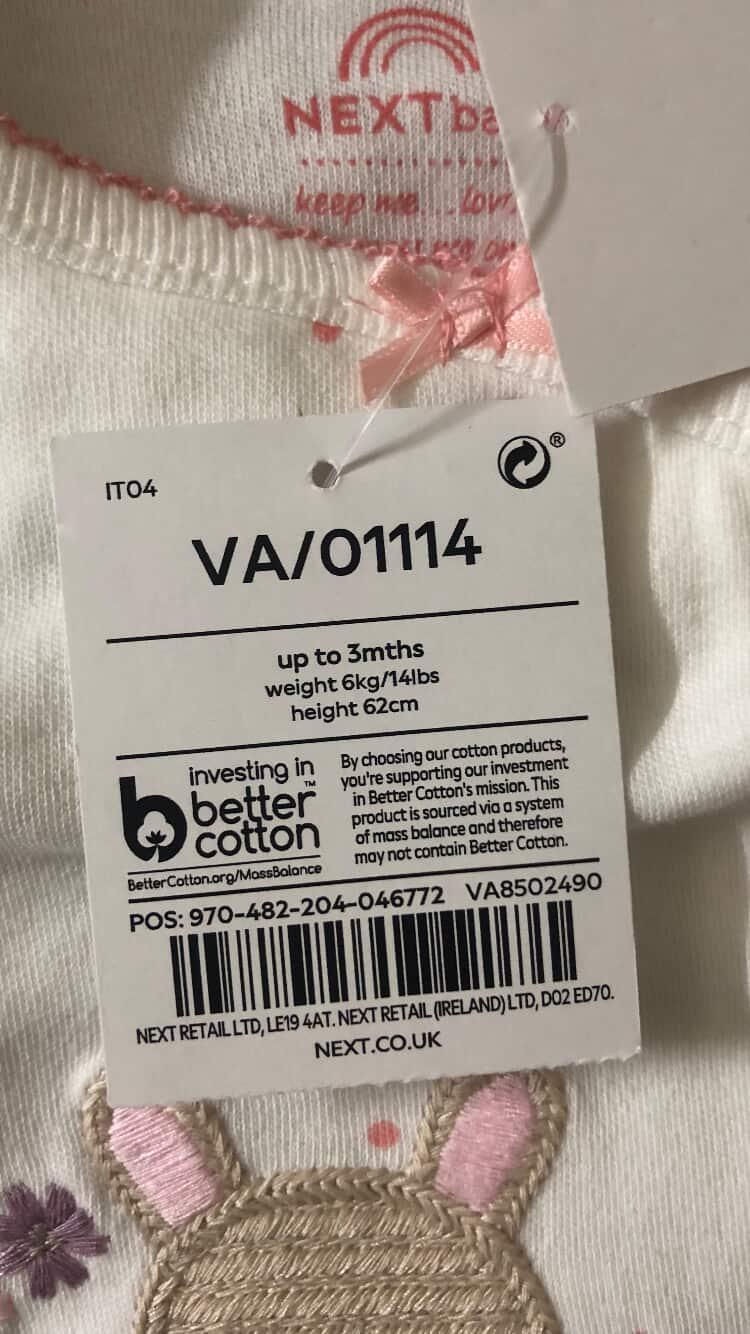 NEXT
keep me...
IT04
®
VA/01114
up to 3mths
weight 6kg/14lbs
height 62cm
investing in
better™
cotton
BetterCotton.org/MassBalance
By choosing our cotton products,
you're supporting our investment
in Better Cotton's mission. This
product is sourced via a system
of mass balance and therefore
may not contain Better Cotton.
POS: 970-482-204-046772 VA8502490
NEXT RETAIL LTD, LE19 4AT. NEXT RETAIL (IRELAND) LTD, D02 ED70.
NEXT.CO.UK